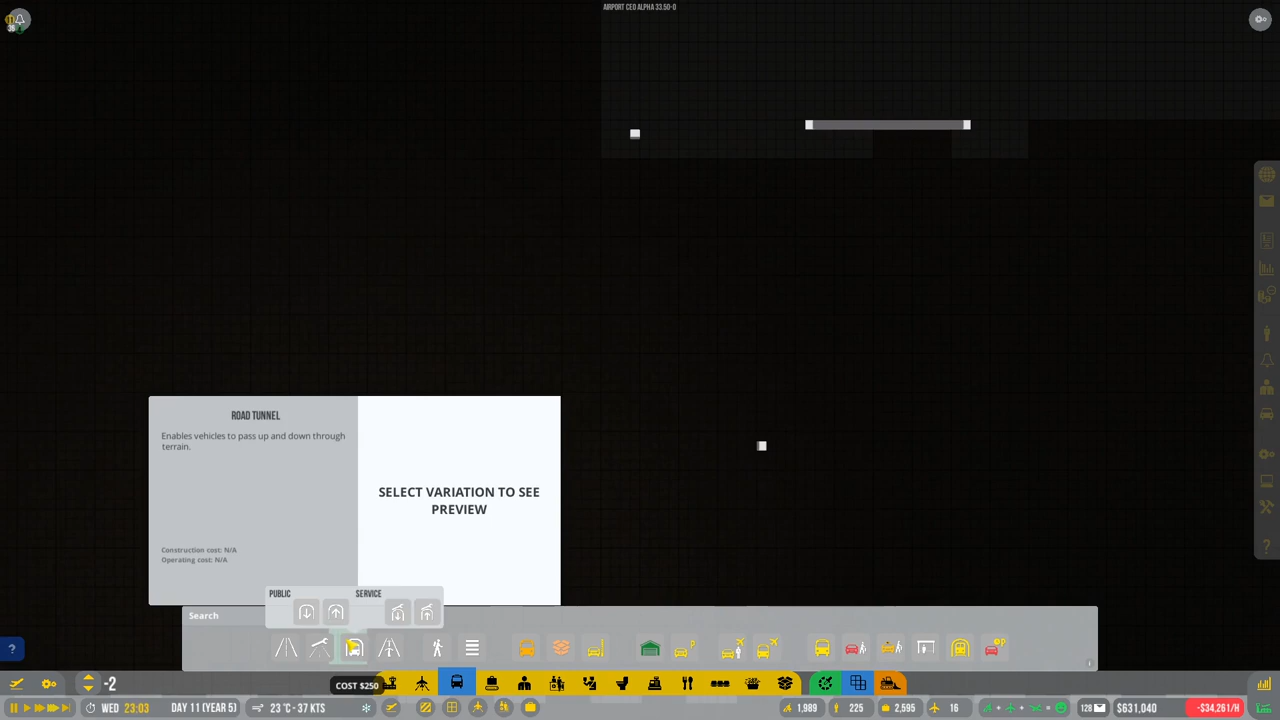 AIRPORT CEO ALPHA 33.50-0
36
ROAD TUNNEL
Enables vehicles to pass up and down through
terrain.
SELECT VARIATION TO SEE
PREVIEW
Construction cost: N/A
Operating cost: N/A
PUBLIC
SERVICE
Search
?
?
COST $250
-2
WED 23:03
DAY 11 (YEAR 5)
23 °C - 37 KTS
1,989
225
2,595
16
128
$631,040
-$34,261/H